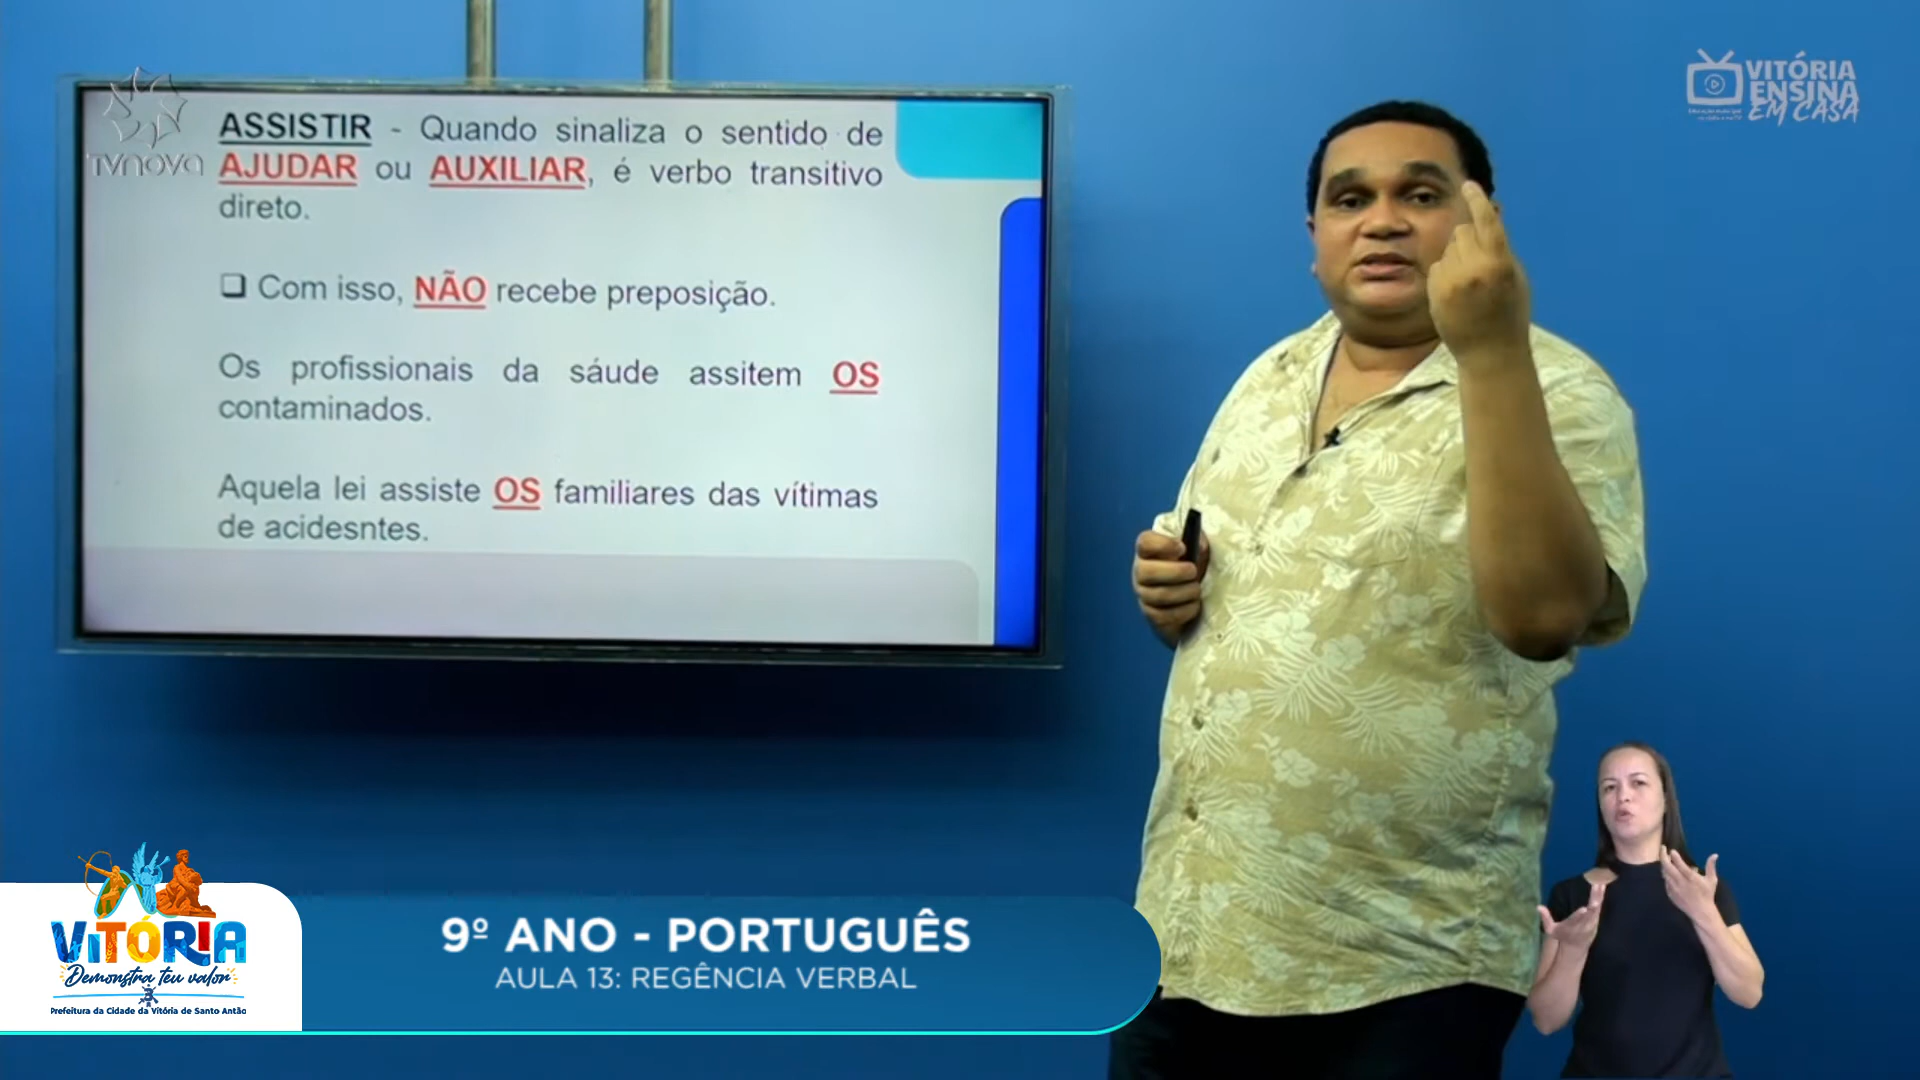 ASSISTIR - Quando sinaliza o sentido de
AJUDAR ou AUXILIAR, é verbo transitivo
direto.
❑ Com isso, NÃO recebe preposição.
Os profissionais da sáude assitem OS
contaminados.
Aquela lei assiste OS familiares das vítimas
de acidesntes.
TVNOVA
VITÓRIA
ENSINA
EM CASA
9º ANO - PORTUGUÊS
AULA 13: REGÊNCIA VERBAL
VITÓRIA
Demonstra teu valor
Prefeitura da Cidade da Vitória de Santo Antão